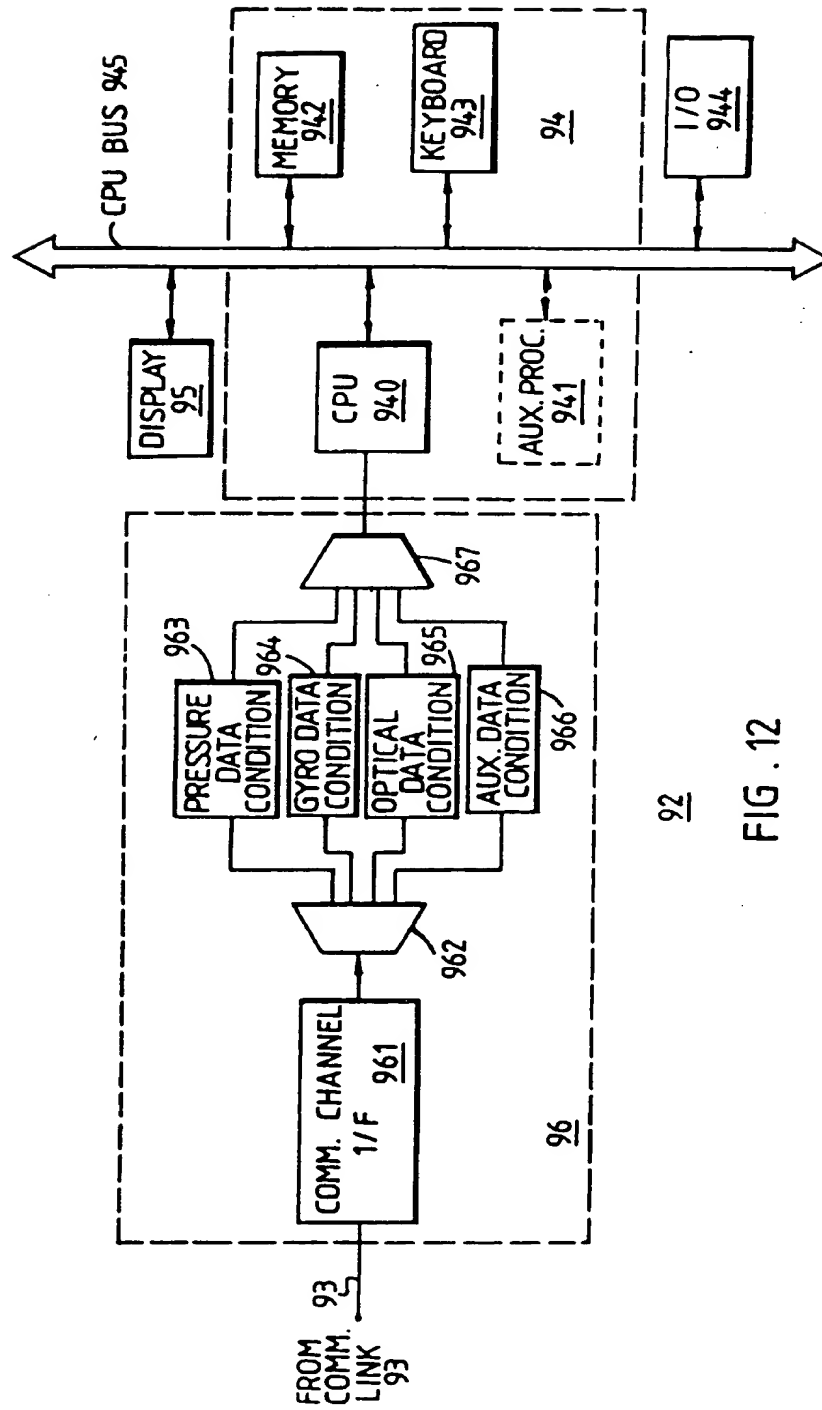 FROM
COMM.
LINK
93
93
COMM. CHANNEL
1/F
961
96
962
PRESSURE
DATA
CONDITION
963
GYRO DATA
CONDITION
964
OPTICAL
DATA
CONDITION
965
AUX. DATA
CONDITION
966
967
92
DISPLAY
95
CPU BUS 945
CPU
940
AUX. PROC.
941
MEMORY
942
KEYBOARD
943
94
I/O
944
FIG. 12